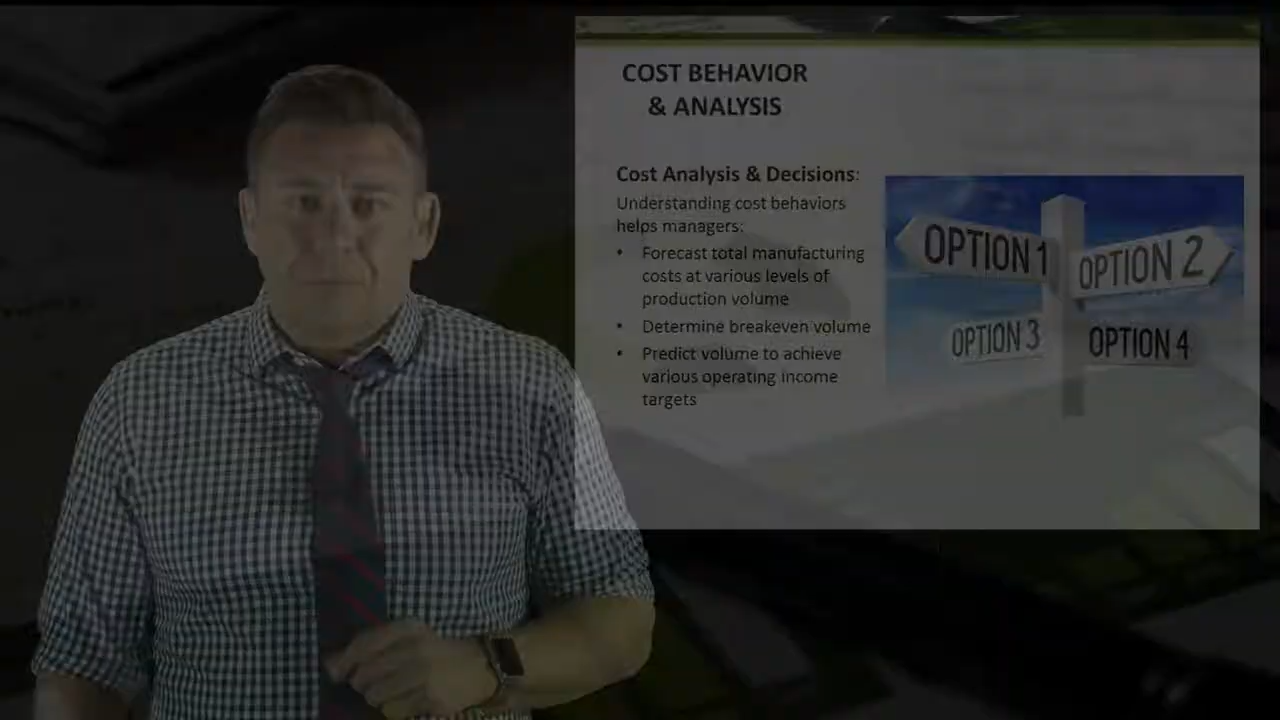 COST BEHAVIOR
& ANALYSIS
Cost Analysis & Decisions:
Understanding cost behaviors
helps managers:
• Forecast total manufacturing
costs at various levels of
production volume
• Determine breakeven volume
• Predict volume to achieve
various operating income
targets
OPTION 1
OPTION 2
OPTION 3
OPTION 4